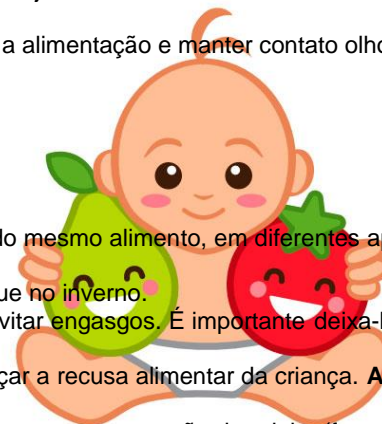 a alimentação e manter contato olho
do mesmo alimento, em diferentes
ue no inverno.
vitar engasgos. É importante deixa-
çar a recusa alimentar da criança. A